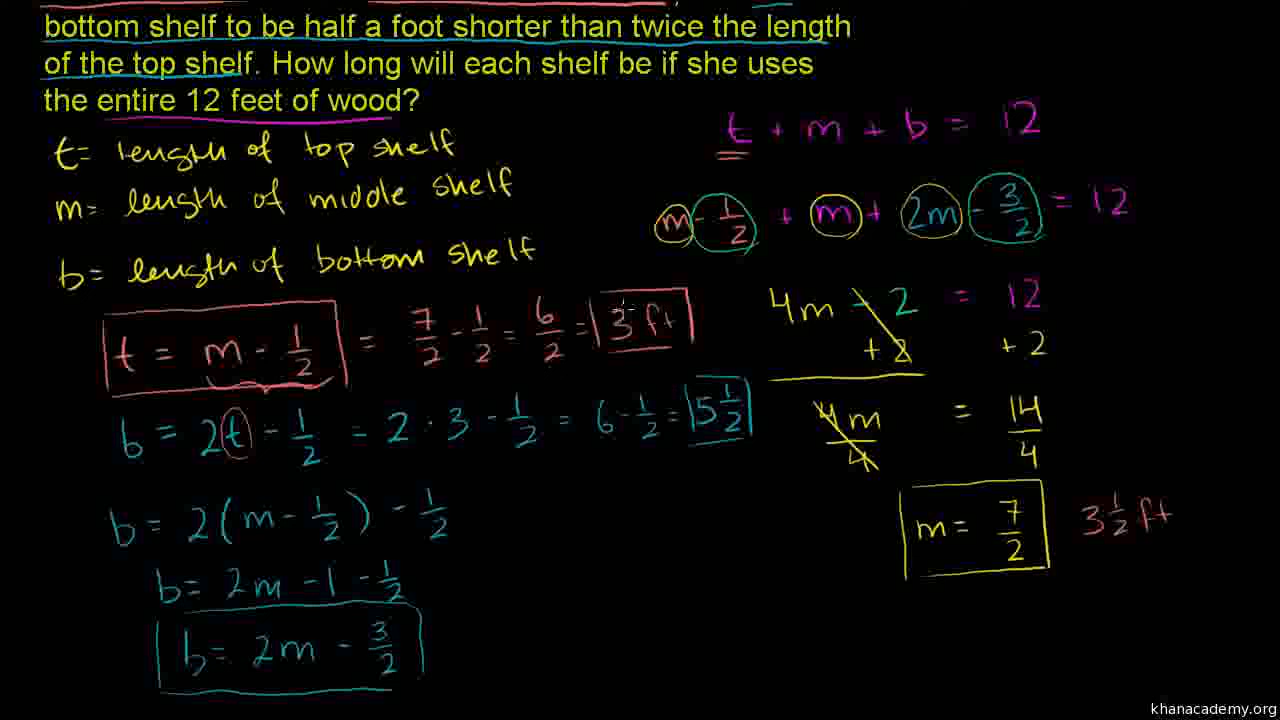 bottom shelf to be half a foot shorter than twice the length
of the top shelf. How long will each shelf be if she uses
the entire 12 feet of wood?
t = length of top shelf
m = length of middle shelf
b = length of bottom shelf
t = m - 1/2 = 7/2 - 1/2 = 6/2 = 3 ft
b = 2t - 1/2 = 2 · 3 - 1/2 = 6 - 1/2 = 5 1/2
b = 2(m - 1/2) - 1/2
b = 2m - 1 - 1/2
b = 2m - 3/2
t + m + b = 12
m - 1/2 + m + 2m - 3/2 = 12
4m - 2 = 12
+ 2 + 2
4m/4 = 14/4
m = 7/2 3 1/2 ft
khanacademy.org